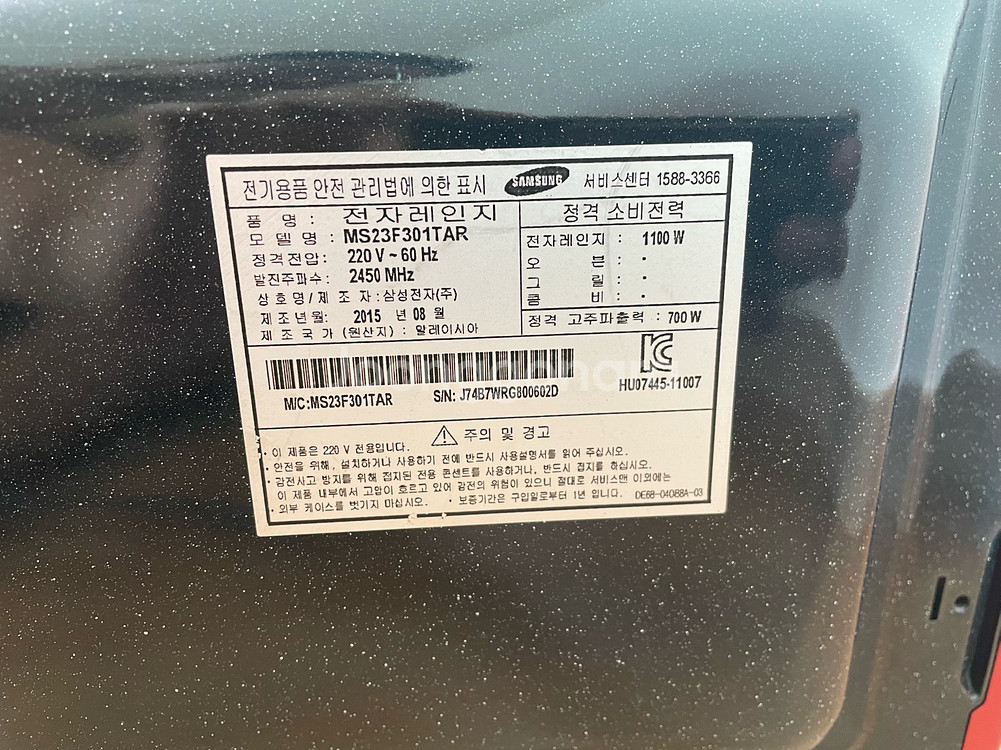 전기용품 안전 관리법에 의한 표시 SAMSUNG 서비스센터 1588-3366
품 명 : 전자레인지
모 델 명 : MS23F301TAR
정격전압 : 220 V ~ 60 Hz
발진주파수 : 2450 MHz
상 호 명 / 제 조 자 : 삼성전자(주)
제 조 년 월 : 2015 년 08 월
제 조 국 가 (원산지) : 말레이시아
정격 소비전력
전자레인지 : 1100 W
오 븐 : ·
그 릴 : ·
콤 비 : ·
정격 고주파출력 : 700 W
M/C:MS23F301TAR S/N: J74B7WRG800602D
HU07445-11007
주의 및 경고
· 이 제품은 220 V 전용입니다.
· 안전을 위해, 설치하거나 사용하기 전에 반드시 사용설명서를 읽어 주십시오.
· 감전사고 방지를 위해 접지된 전용 콘센트를 사용하거나, 반드시 접지를 하십시오.
· 이 제품 내부에서 고압이 흐르고 있어 감전의 위험이 있으니 절대로 서비스맨 이외에는
외부 케이스를 벗기지 마십시오. · 보증기간은 구입일로부터 1년 입니다. DE68-04088A-03